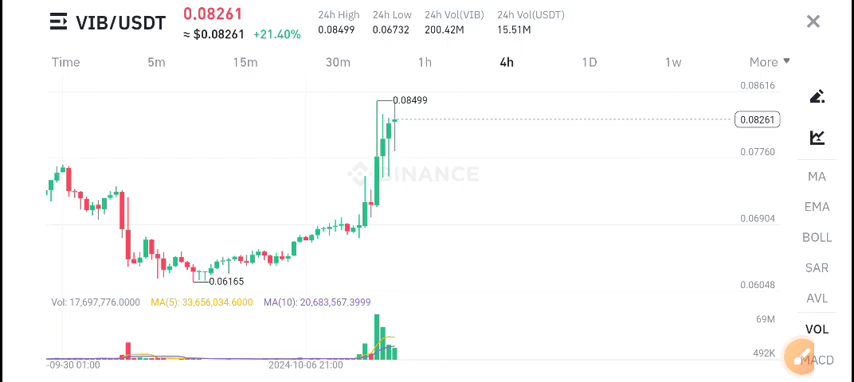 VIB/USDT
0.08261
≈ $0.08261 +21.40%
24h High 24h Low 24h Vol(VIB) 24h Vol(USDT)
0.08499 0.06732 200.42M 15.51M
Time 5m 15m 30m 1h 4h 1D 1w More
0.08616
0.08499
0.08261
0.07760
BINANCE
0.06904
0.06165
0.06048
Vol: 17,697,776.0000 MA(5): 33,656,034.6000 MA(10): 20,683,567.3999
69M
492K
-09-30 01:00 2024-10-06 21:00
MA
EMA
BOLL
SAR
AVL
VOL
MACD